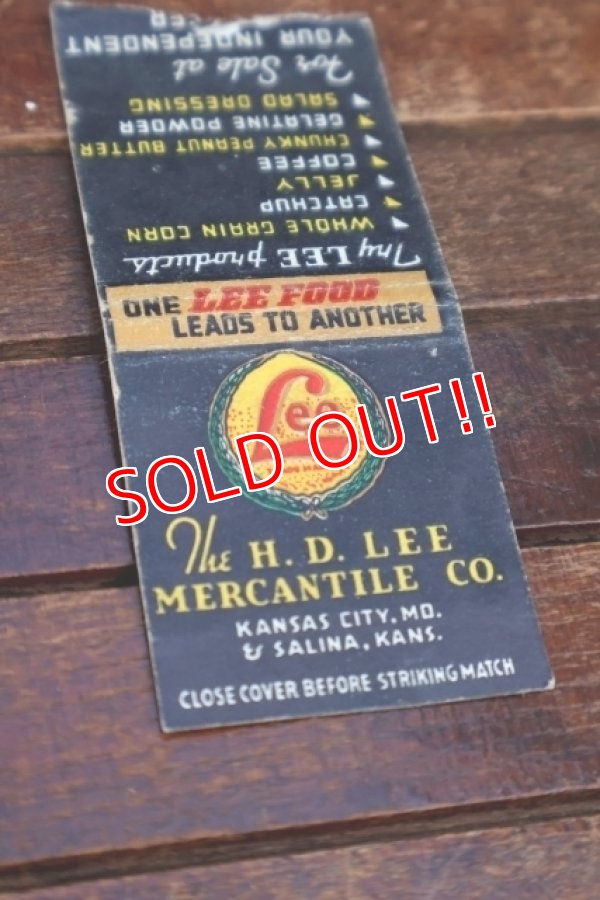 YOUR INDEPENDENT
For Sale at
SALAD DRESSING
GELATINE POWDER
CHUNKY PEANUT BUTTER
COFFEE
JELLY
CATCHUP
WHOLE GRAIN CORN
Try LEE products
ONE LEE FOOD
LEADS TO ANOTHER
Lee
SOLD OUT!!
The H. D. LEE
MERCANTILE CO.
KANSAS CITY, MO.
& SALINA, KANS.
CLOSE COVER BEFORE STRIKING MATCH